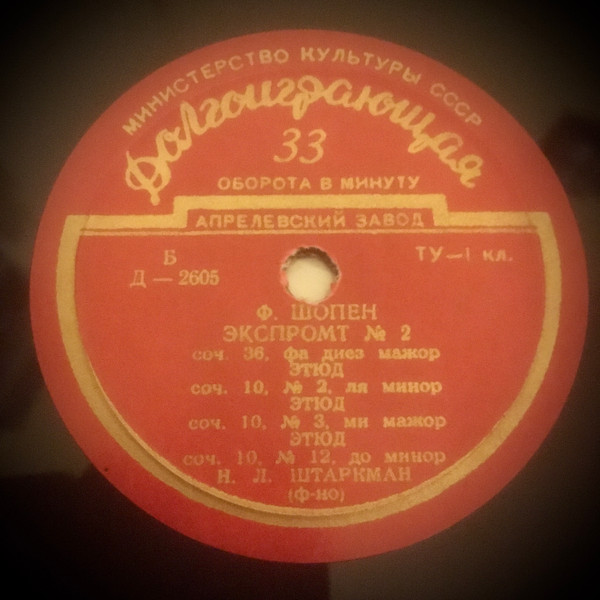 МИНИСТЕРСТВО КУЛЬТУРЫ СССР
Долгоиграющая
33
ОБОРОТА В МИНУТУ
АПРЕЛЕВСКИЙ ЗАВОД
Б
Д — 2605
ТУ—1 кл.
Ф. ШОПЕН
ЭКСПРОМТ № 2
соч. 36, фа диез мажор
ЭТЮД
соч. 10, № 2, ля минор
ЭТЮД
соч. 10, № 3, ми мажор
ЭТЮД
соч. 10, № 12, до минор
Н. Л. ШТАРКМАН
(ф-но)